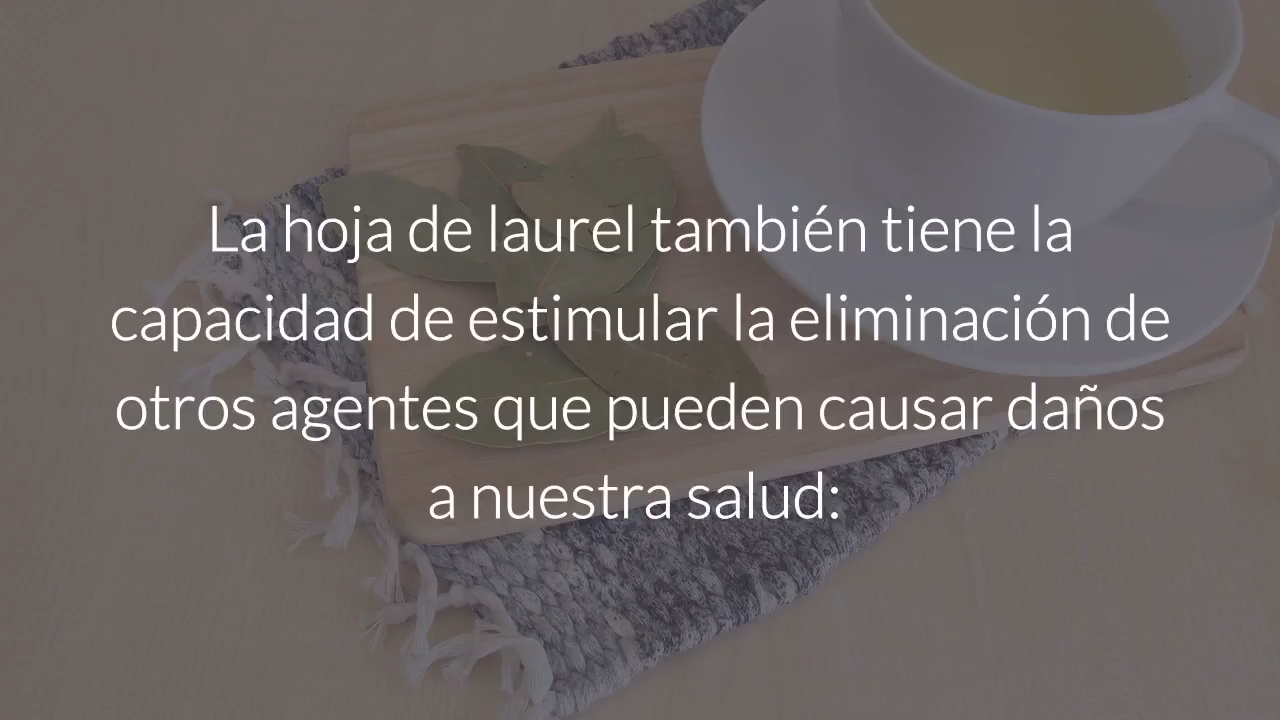 La hoja de laurel también tiene la
capacidad de estimular la eliminación de
otros agentes que pueden causar daños
a nuestra salud: